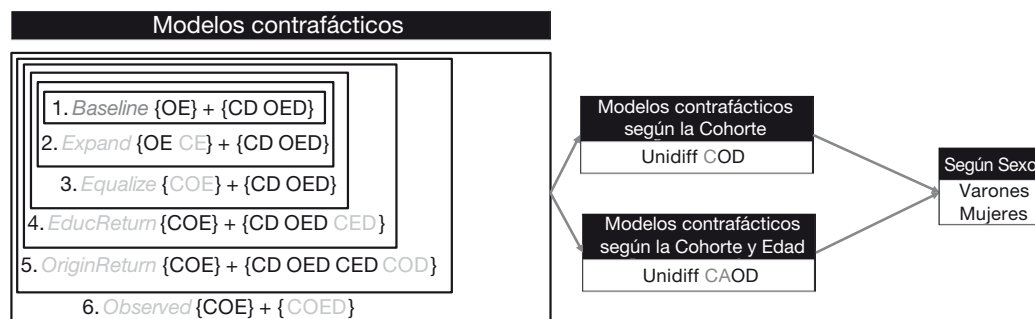 Modelos contrafácticos
1. Baseline {OE} + {CD OED}
2. Expand {OE CE} + {CD OED}
3. Equalize {COE} + {CD OED}
4. EducReturn {COE} + {CD OED CED}
5. OriginReturn {COE} + {CD OED CED COD}
6. Observed {COE} + {COED}
Modelos contrafácticos
según la Cohorte
Unidiff COD
Modelos contrafácticos
según la Cohorte y Edad
Unidiff CAOD
Según Sexo
Varones
Mujeres